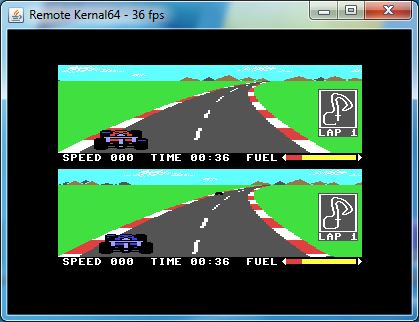 Remote Kernal64 - 36 fps
LAP 1
SPEED 000 TIME 00:36 FUEL
LAP 1
SPEED 000 TIME 00:36 FUEL